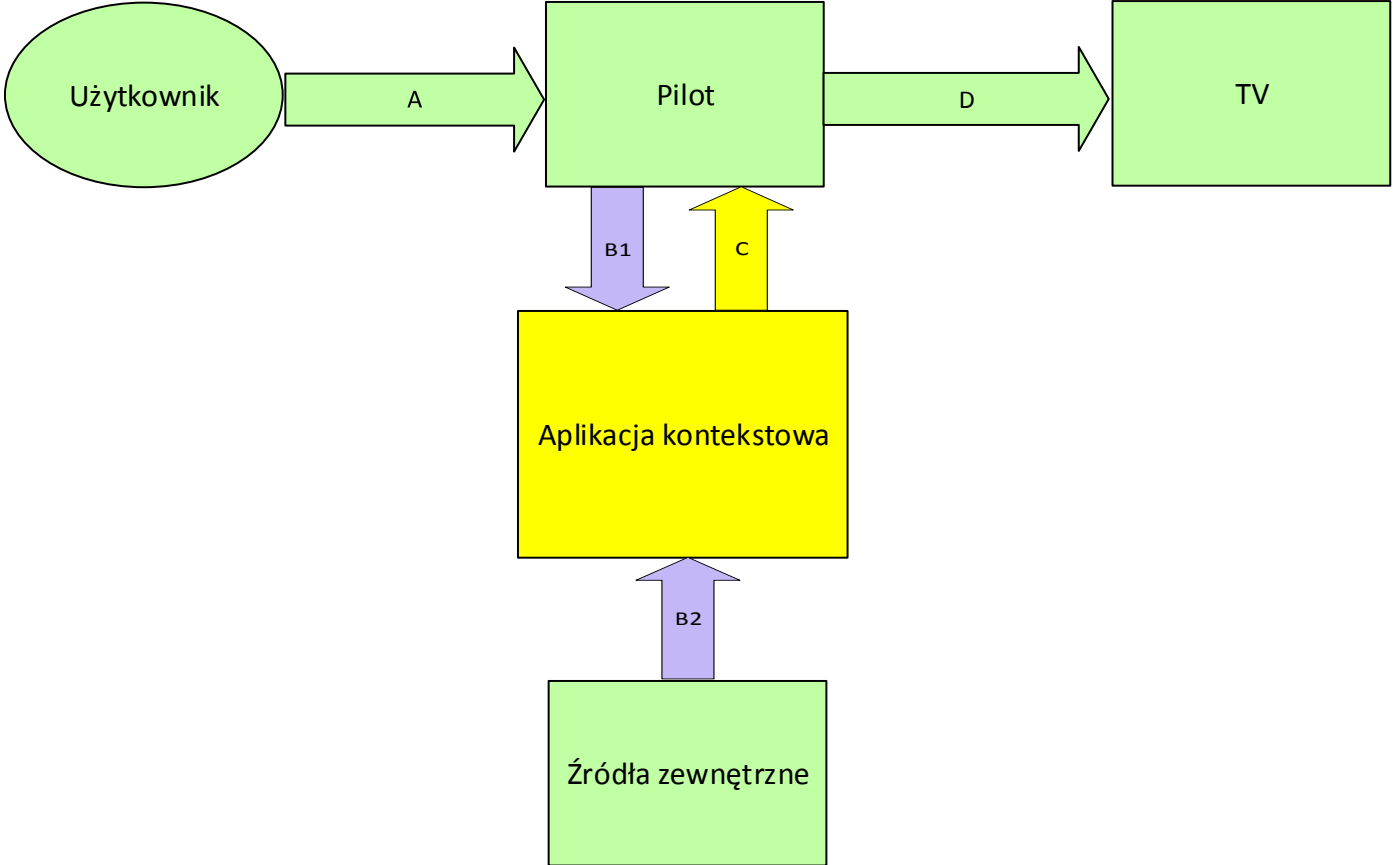 Użytkownik
A
Pilot
D
TV
B1
C
Aplikacja kontekstowa
B2
Źródła zewnętrzne